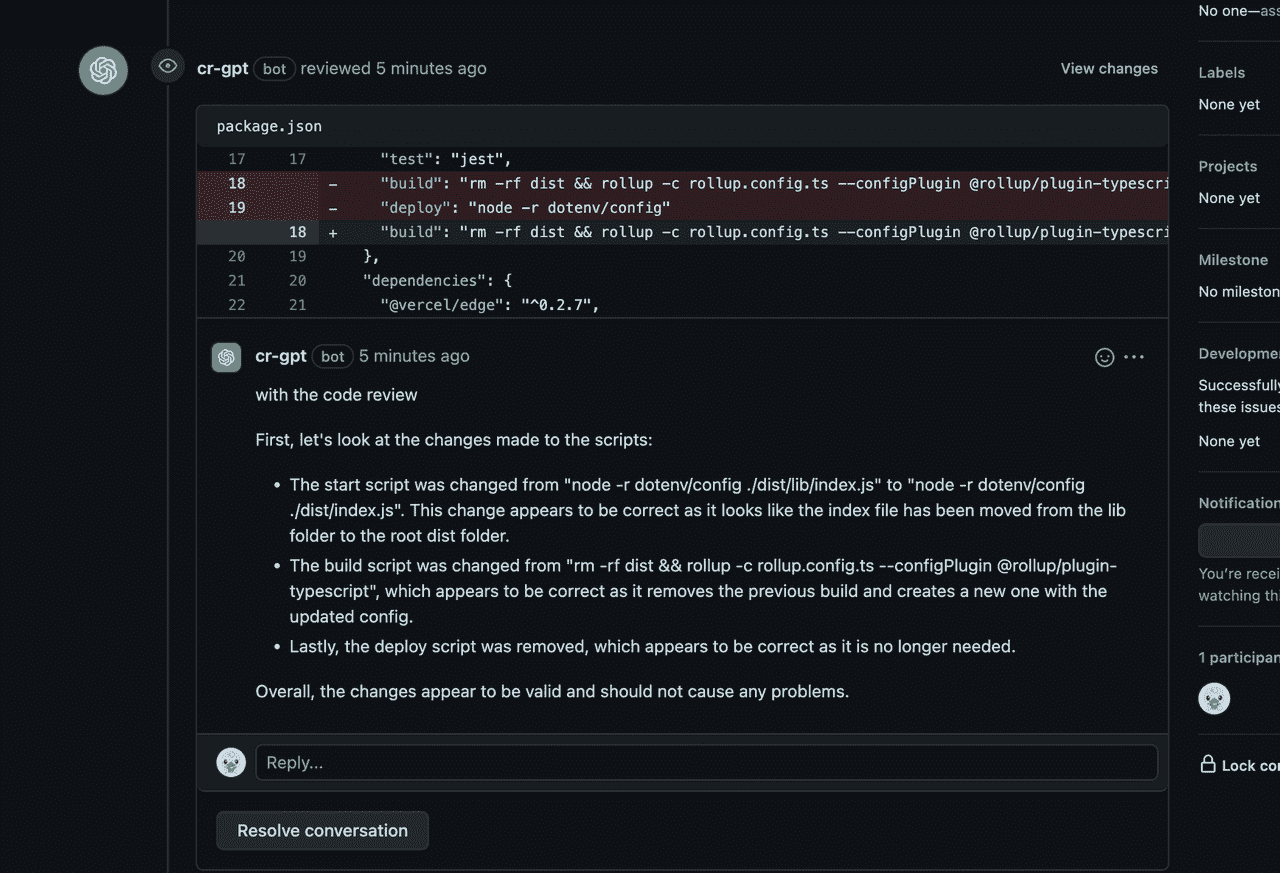 No one—ass
cr-gpt bot reviewed 5 minutes ago
View changes
Labels
None yet
package.json
17 17 "test": "jest",
18 - "build": "rm -rf dist && rollup -c rollup.config.ts --configPlugin @rollup/plugin-typescri
19 - "deploy": "node -r dotenv/config"
18 + "build": "rm -rf dist && rollup -c rollup.config.ts --configPlugin @rollup/plugin-typescri
20 19 },
21 20 "dependencies": {
22 21 "@vercel/edge": "^0.2.7",
Projects
None yet
Milestone
No mileston
cr-gpt bot 5 minutes ago
with the code review
First, let's look at the changes made to the scripts:
• The start script was changed from "node -r dotenv/config ./dist/lib/index.js" to "node -r dotenv/config
./dist/index.js". This change appears to be correct as it looks like the index file has been moved from the lib
folder to the root dist folder.
• The build script was changed from "rm -rf dist && rollup -c rollup.config.ts --configPlugin @rollup/plugin-
typescript", which appears to be correct as it removes the previous build and creates a new one with the
updated config.
• Lastly, the deploy script was removed, which appears to be correct as it is no longer needed.
Overall, the changes appear to be valid and should not cause any problems.
Developme
Successfully
these issues
None yet
Notification
You're recei
watching thi
1 participan
Lock co
Reply...
Resolve conversation